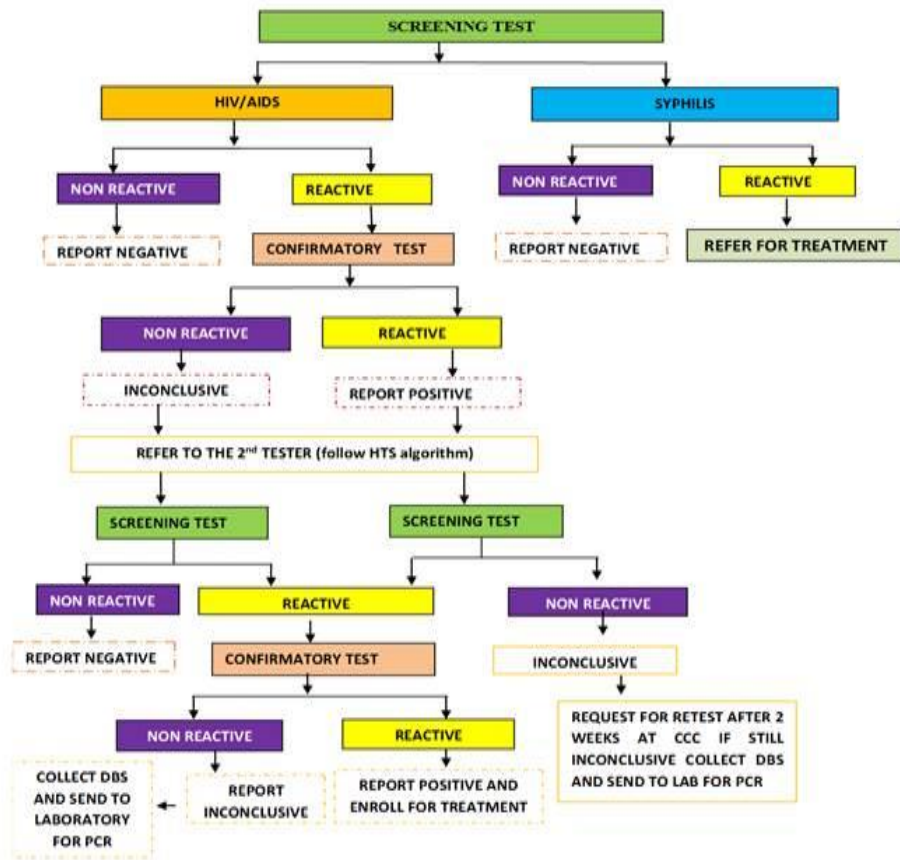 SCREENING TEST
HIV/AIDS
SYPHILIS
NON REACTIVE
REACTIVE
NON REACTIVE
REACTIVE
REPORT NEGATIVE
CONFIRMATORY TEST
REPORT NEGATIVE
REFER FOR TREATMENT
NON REACTIVE
REACTIVE
INCONCLUSIVE
REPORT POSITIVE
REFER TO THE 2nd TESTER (follow HTS algorithm)
SCREENING TEST
SCREENING TEST
NON REACTIVE
REACTIVE
NON REACTIVE
REPORT NEGATIVE
CONFIRMATORY TEST
INCONCLUSIVE
NON REACTIVE
REACTIVE
REQUEST FOR RETEST AFTER 2
WEEKS AT CCC IF STILL
INCONCLUSIVE COLLECT DBS
AND SEND TO LAB FOR PCR
COLLECT DBS
AND SEND TO
LABORATORY
FOR PCR
REPORT
INCONCLUSIVE
REPORT POSITIVE AND
ENROLL FOR TREATMENT